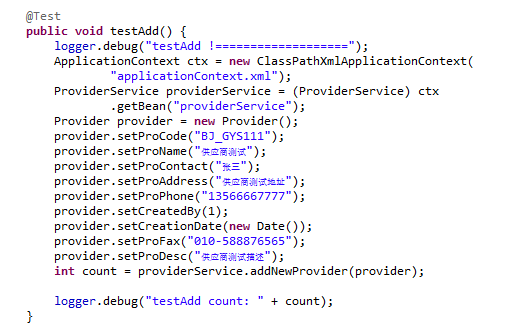 @Test
public void testAdd() {
    logger.debug("testAdd !===================");
    ApplicationContext ctx = new ClassPathXmlApplicationContext(
            "applicationContext.xml");
    ProviderService providerService = (ProviderService) ctx
            .getBean("providerService");
    Provider provider = new Provider();
    provider.setProCode("BJ_GYS111");
    provider.setProName("供应商测试");
    provider.setProContact("张三");
    provider.setProAddress("供应商测试地址");
    provider.setProPhone("13566667777");
    provider.setCreatedBy(1);
    provider.setCreationDate(new Date());
    provider.setProFax("010-588876565");
    provider.setProDesc("供应商测试描述");
    int count = providerService.addNewProvider(provider);
    logger.debug("testAdd count: " + count);
}